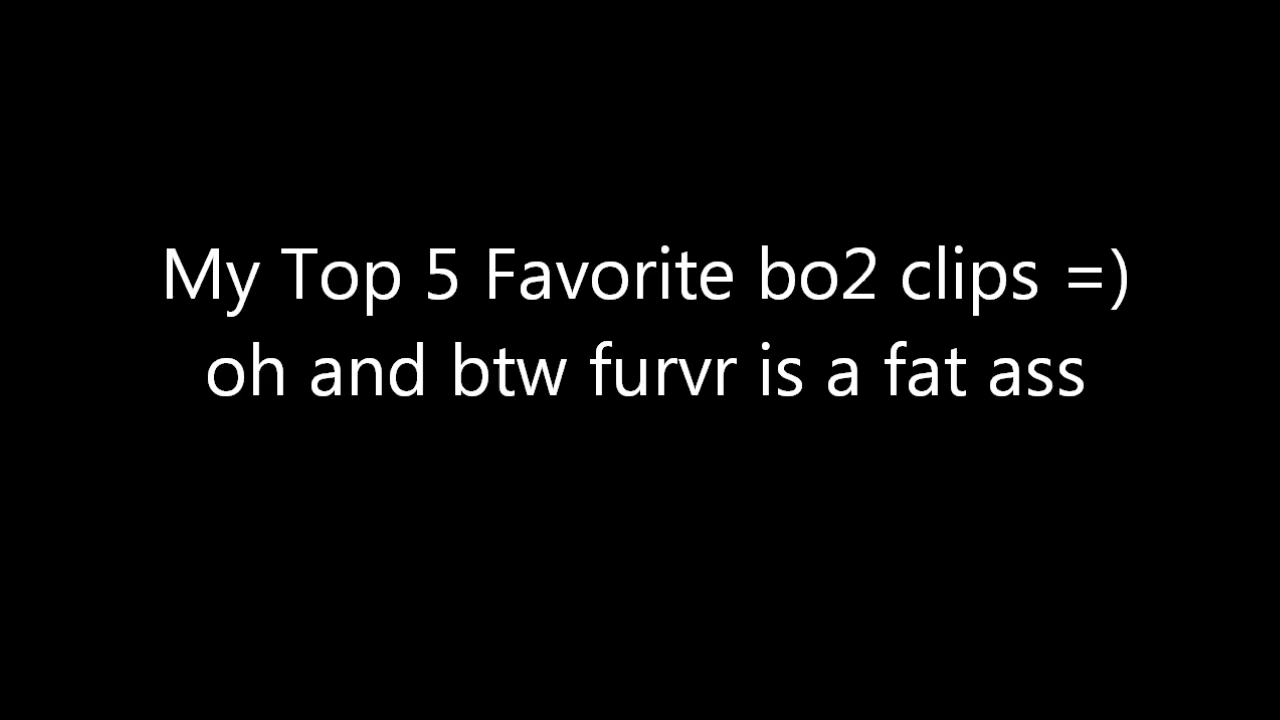 My Top 5 Favorite bo2 clips =)
oh and btw furvr is a fat ass